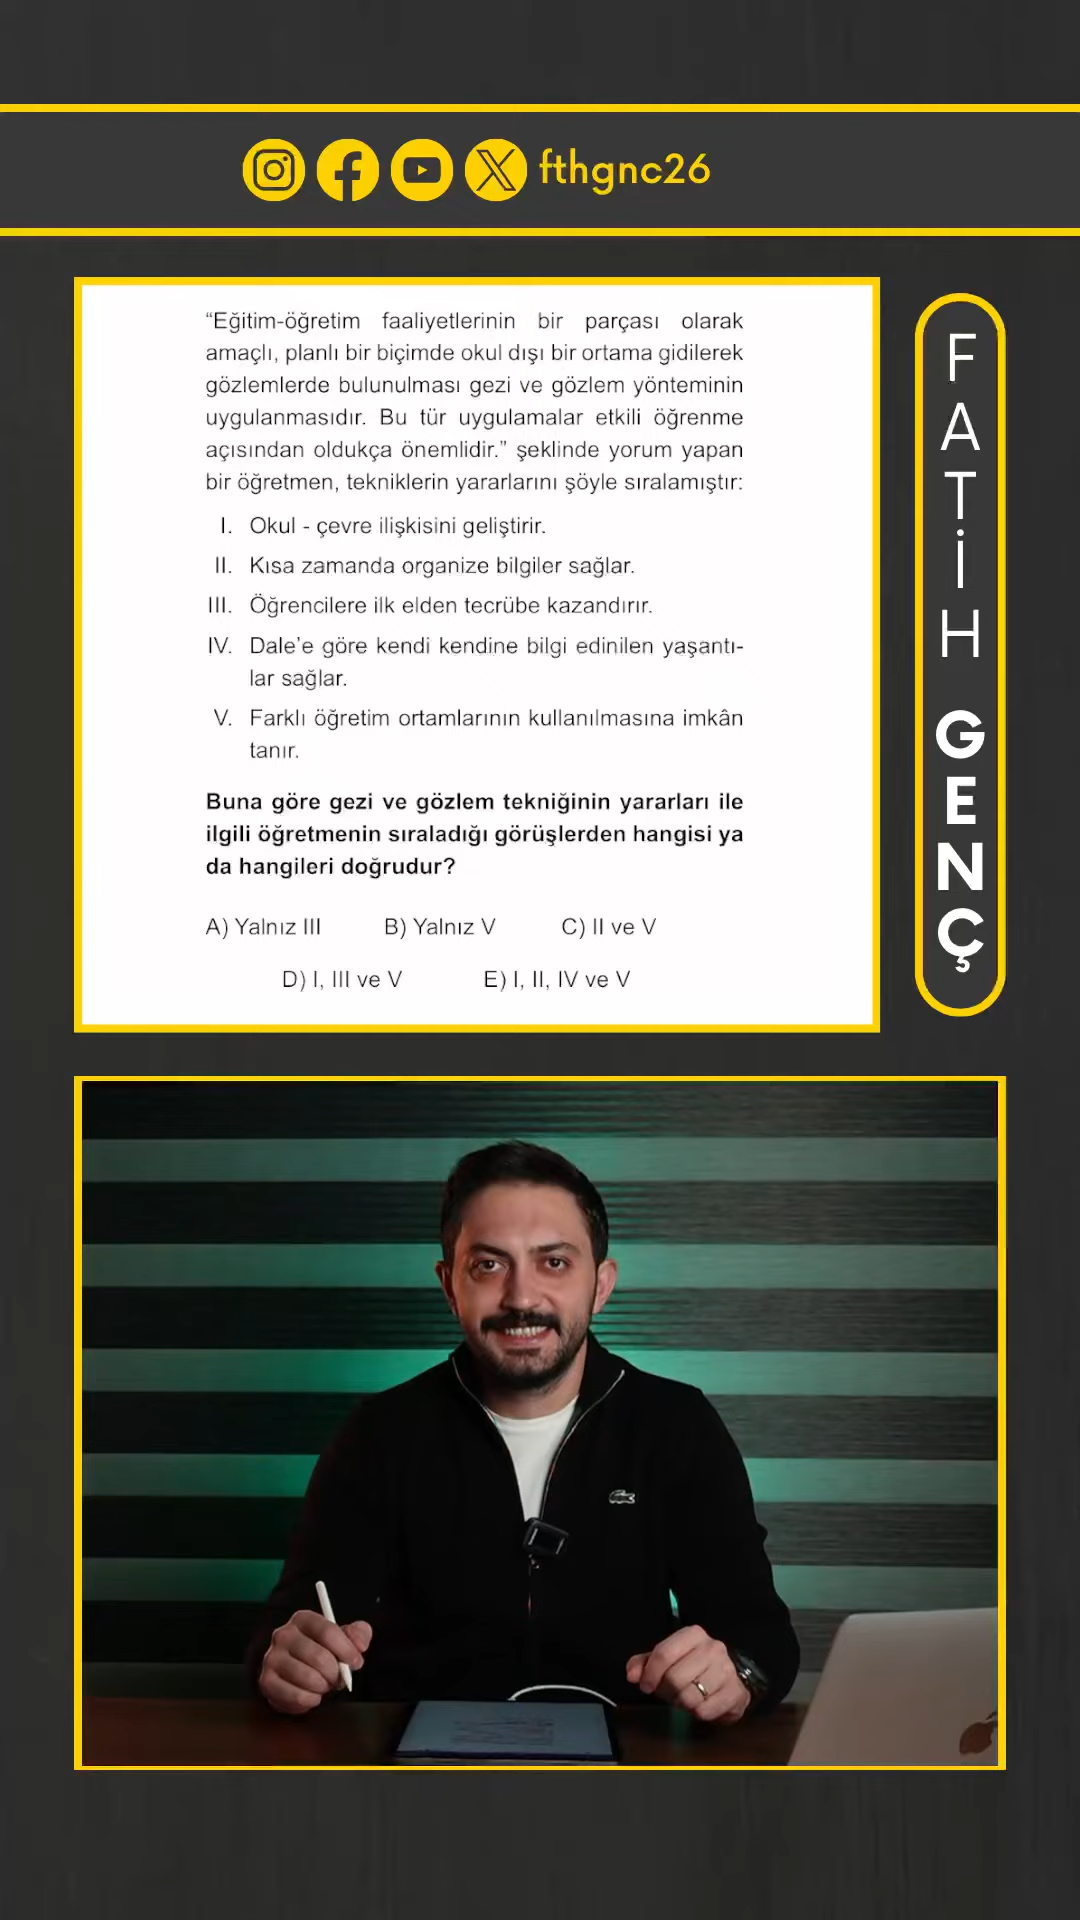 fthgnc26
"Eğitim-öğretim faaliyetlerinin bir parçası olarak
amaçlı, planlı bir biçimde okul dışı bir ortama gidilerek
gözlemlerde bulunulması gezi ve gözlem yönteminin
uygulanmasıdır. Bu tür uygulamalar etkili öğrenme
açısından oldukça önemlidir." şeklinde yorum yapan
bir öğretmen, tekniklerin yararlarını şöyle sıralamıştır:
I. Okul - çevre ilişkisini geliştirir.
II. Kısa zamanda organize bilgiler sağlar.
III. Öğrencilere ilk elden tecrübe kazandırır.
IV. Dale'e göre kendi kendine bilgi edinilen yaşantı-
lar sağlar.
V. Farklı öğretim ortamlarının kullanılmasına imkân
tanır.
Buna göre gezi ve gözlem tekniğinin yararları ile
ilgili öğretmenin sıraladığı görüşlerden hangisi ya
da hangileri doğrudur?
A) Yalnız III B) Yalnız V C) II ve V
D) I, III ve V E) I, II, IV ve V
FATİH GENÇ